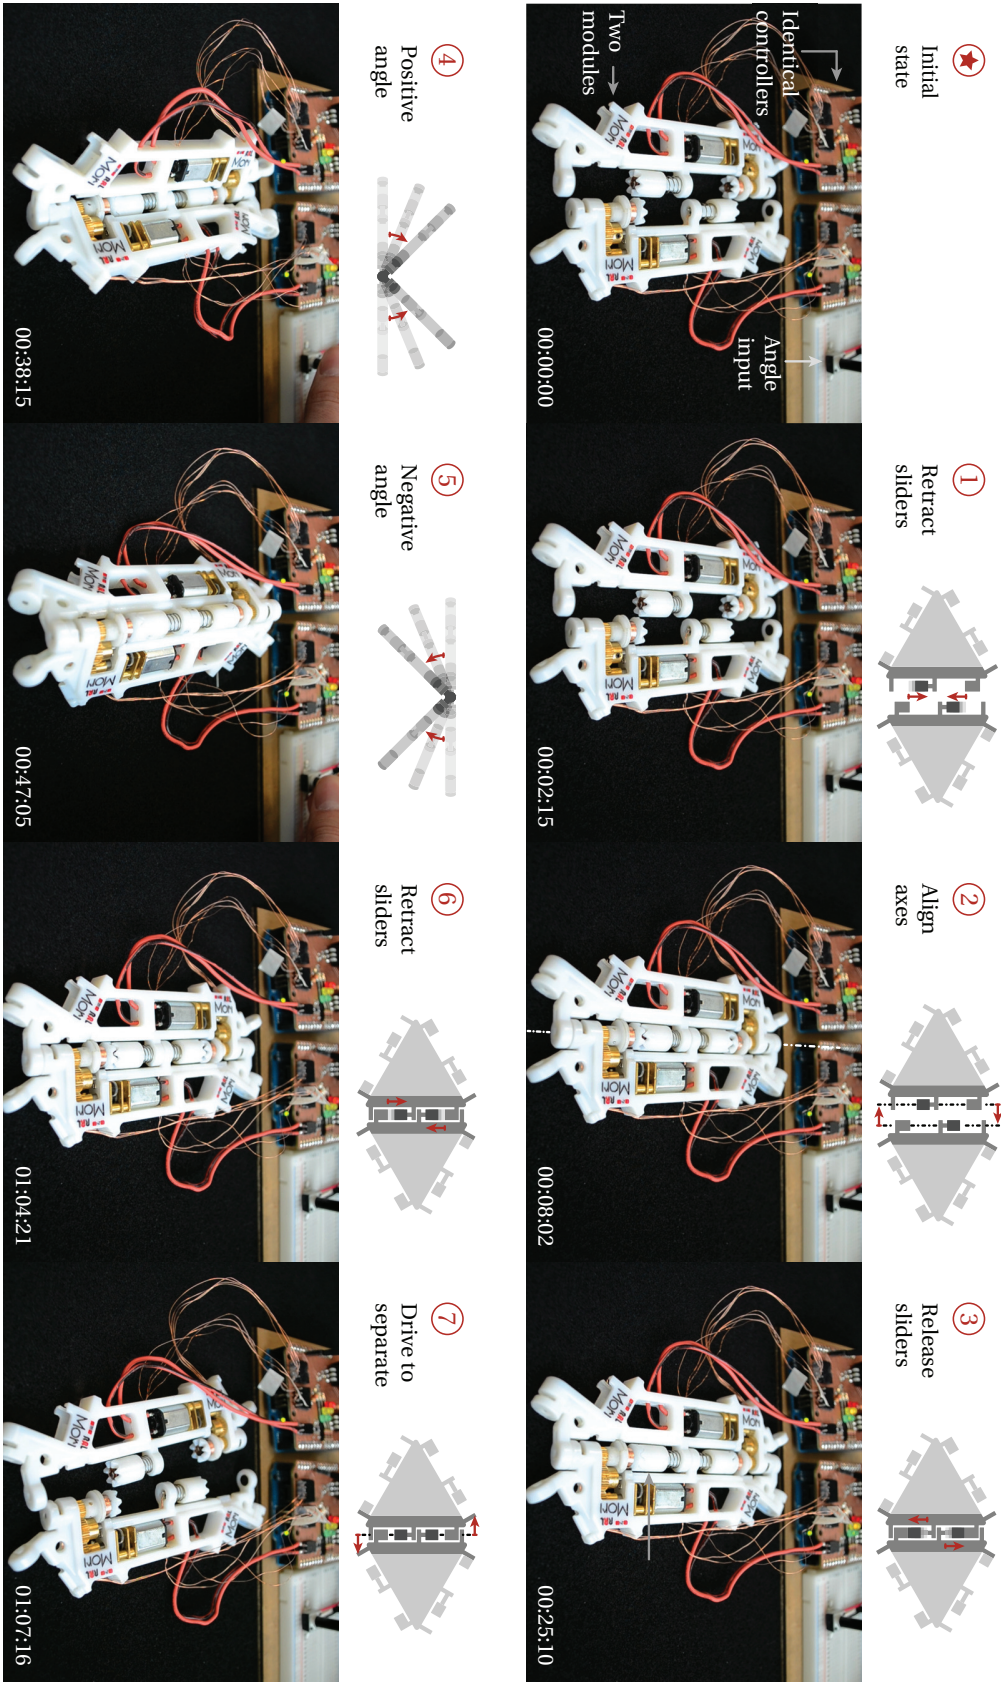 ★
Initial
state
1
Retract
sliders
2
Align
axes
3
Release
sliders
Identical
controllers
Two
modules
Angle
input
00:00:00
00:02:15
00:08:02
00:25:10
4
Positive
angle
5
Negative
angle
6
Retract
sliders
7
Drive to
separate
00:38:15
00:47:05
01:04:21
01:07:16